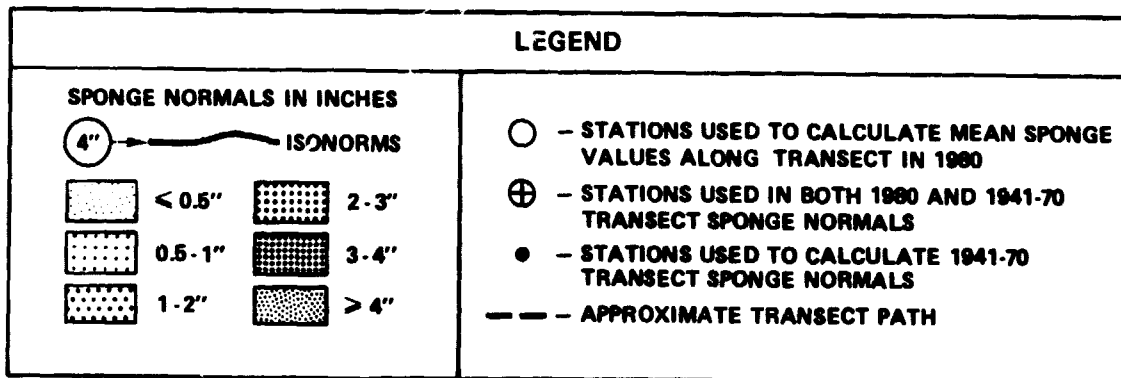 LEGEND
SPONGE NORMALS IN INCHES
4" ISONORMS
≤ 0.5" 2-3"
0.5-1" 3-4"
1-2" ≥ 4"
– STATIONS USED TO CALCULATE MEAN SPONGE
VALUES ALONG TRANSECT IN 1980
– STATIONS USED IN BOTH 1980 AND 1941-70
TRANSECT SPONGE NORMALS
– STATIONS USED TO CALCULATE 1941-70
TRANSECT SPONGE NORMALS
– APPROXIMATE TRANSECT PATH